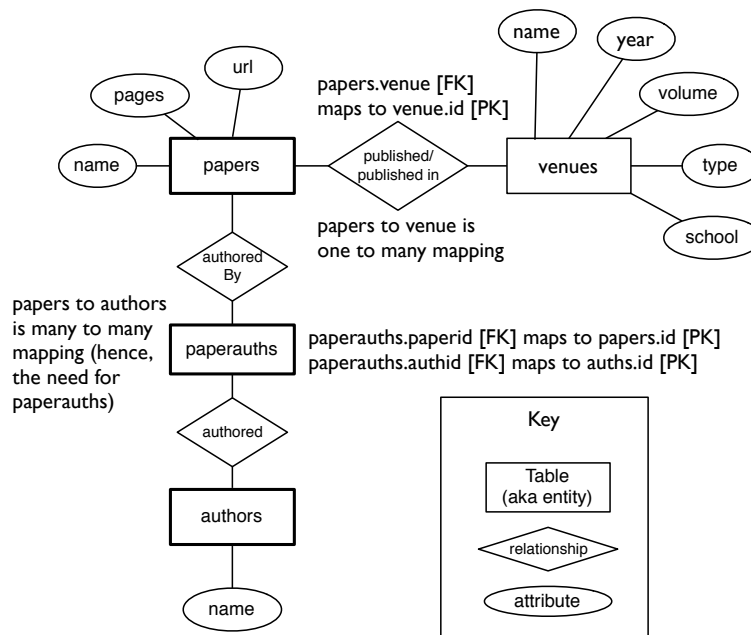 name
year
url
papers.venue [FK]
maps to venue.id [PK]
pages
volume
name
papers
published/
published in
venues
type
papers to venue is
one to many mapping
school
authored
By
papers to authors
is many to many
mapping (hence,
the need for
paperauths)
paperauths
paperauths.paperid [FK] maps to papers.id [PK]
paperauths.authid [FK] maps to auths.id [PK]
authored
Key
Table
(aka entity)
authors
relationship
name
attribute